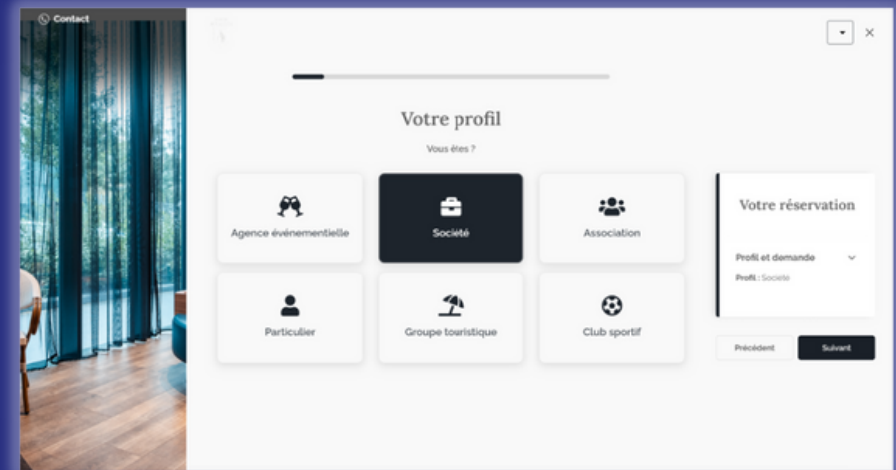 Contact
Votre profil
Vous êtes ?
Agence événementielle
Société
Association
Particulier
Groupe touristique
Club sportif
Votre réservation
Profil et demande
Profil : Société
Précédent
Suivant